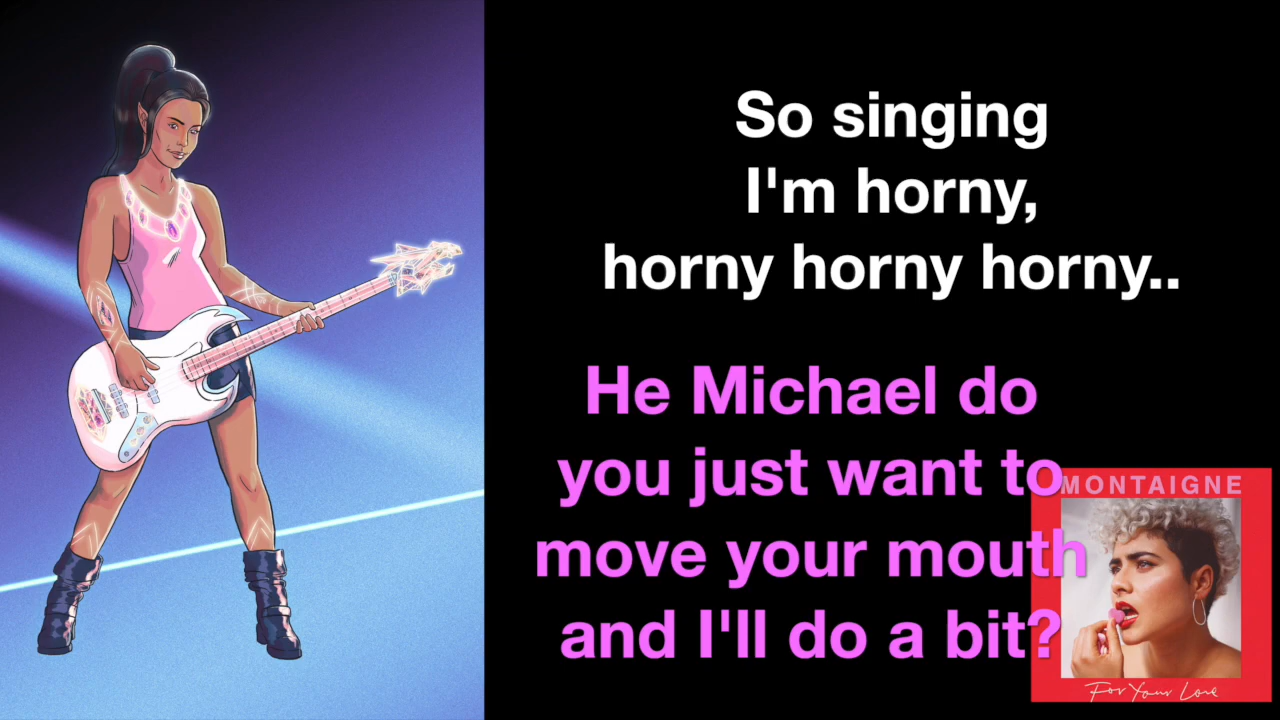 So singing
I'm horny,
horny horny horny..
He Michael do
you just want to
move your mouth
and I'll do a bit?
MONTAIGNE
For Your Love